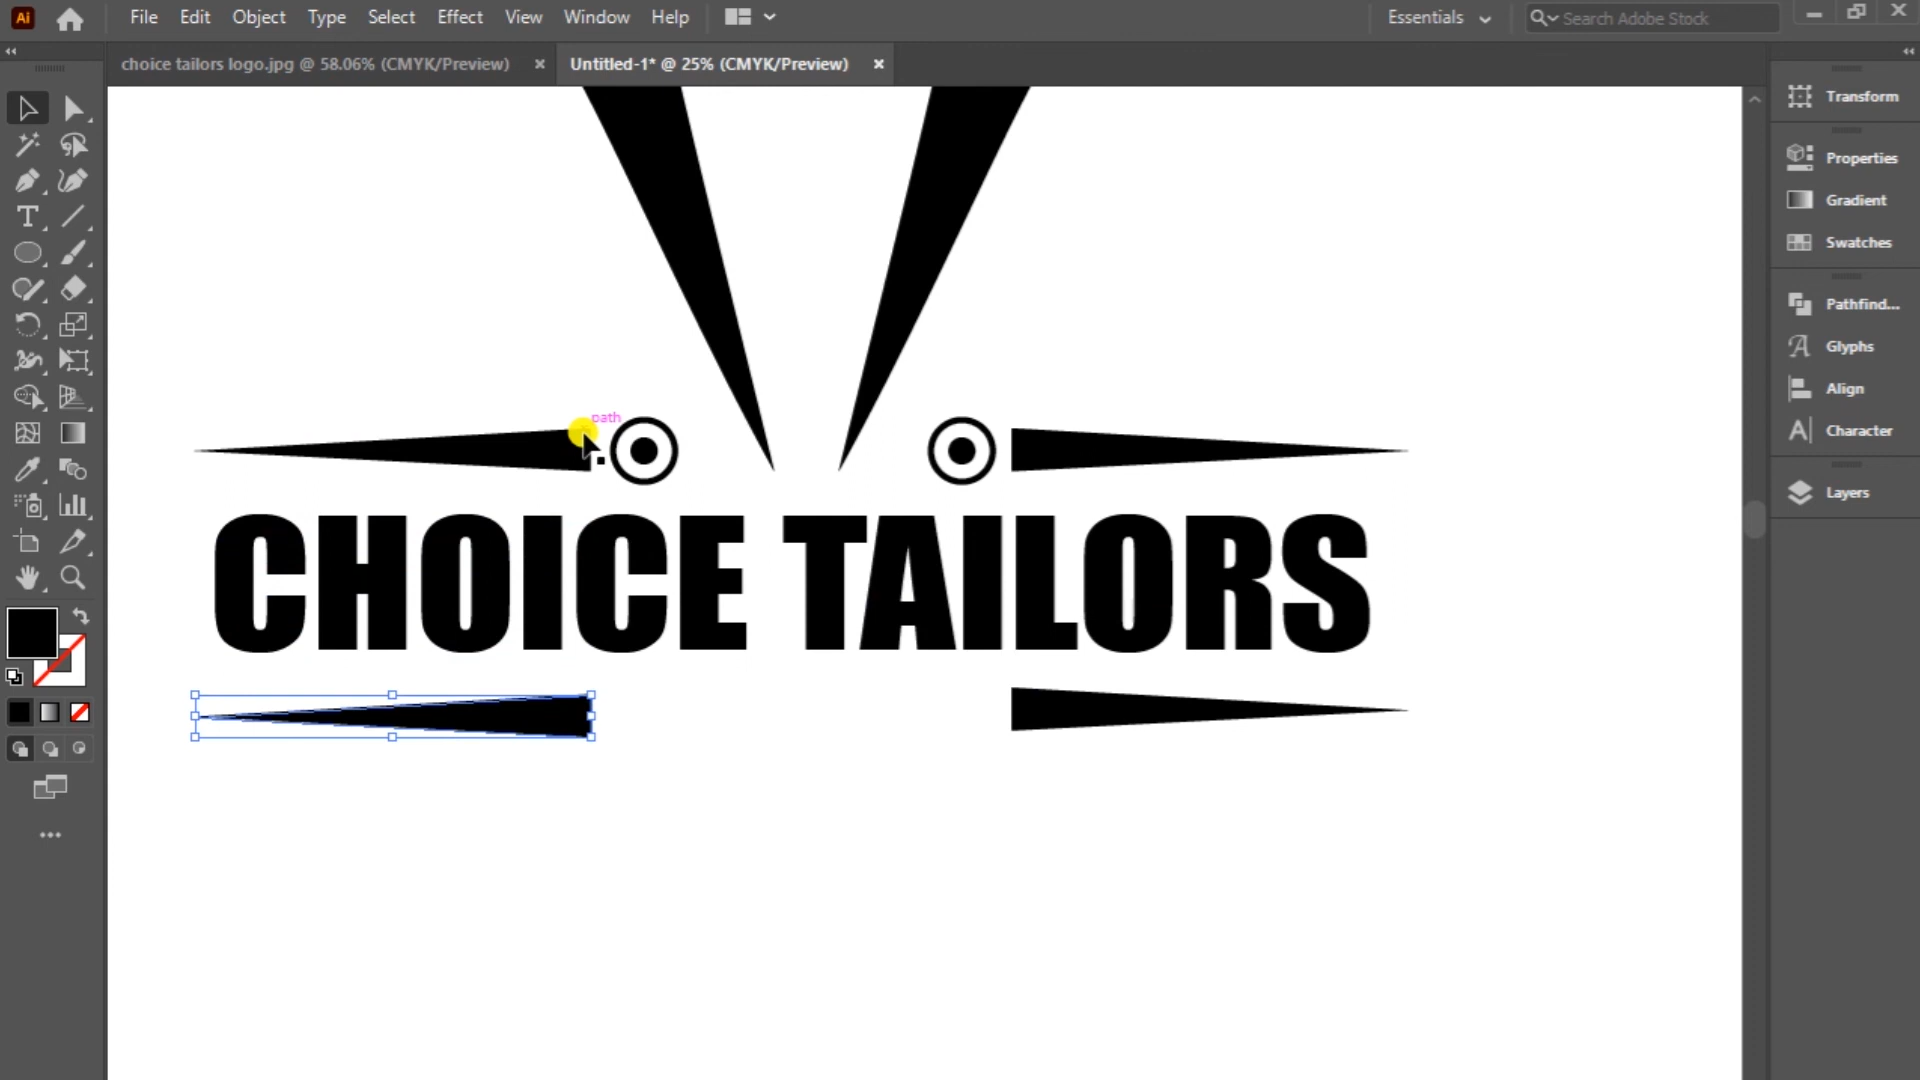 Ai File Edit Object Type Select Effect View Window Help Essentials Search Adobe Stock
choice tailors logo.jpg @ 58.06% (CMYK/Preview) × Untitled-1* @ 25% (CMYK/Preview) ×
Transform
Properties
Gradient
Swatches
Pathfind...
Glyphs
Align
Character
Layers
path
CHOICE TAILORS